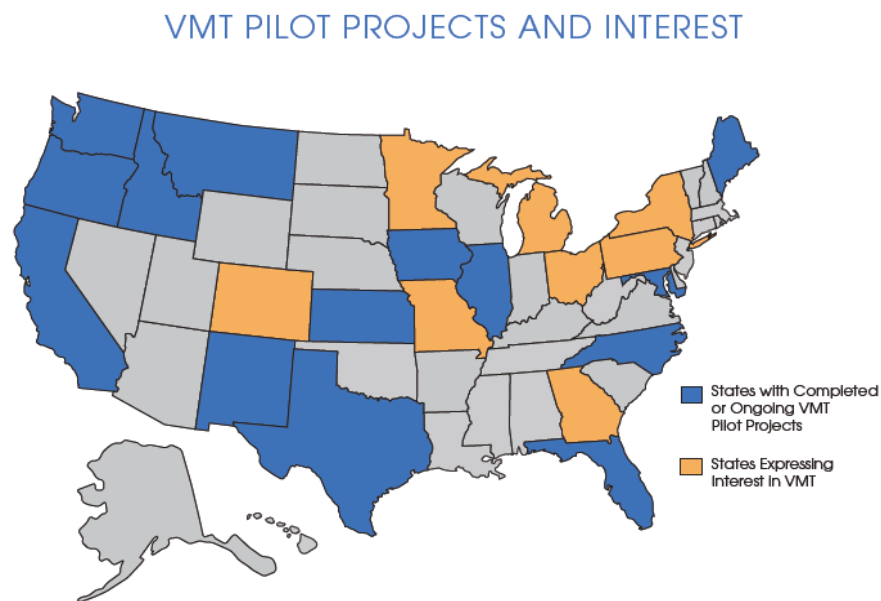 VMT PILOT PROJECTS AND INTEREST
States with Completed
or Ongoing VMT
Pilot Projects
States Expressing
Interest in VMT